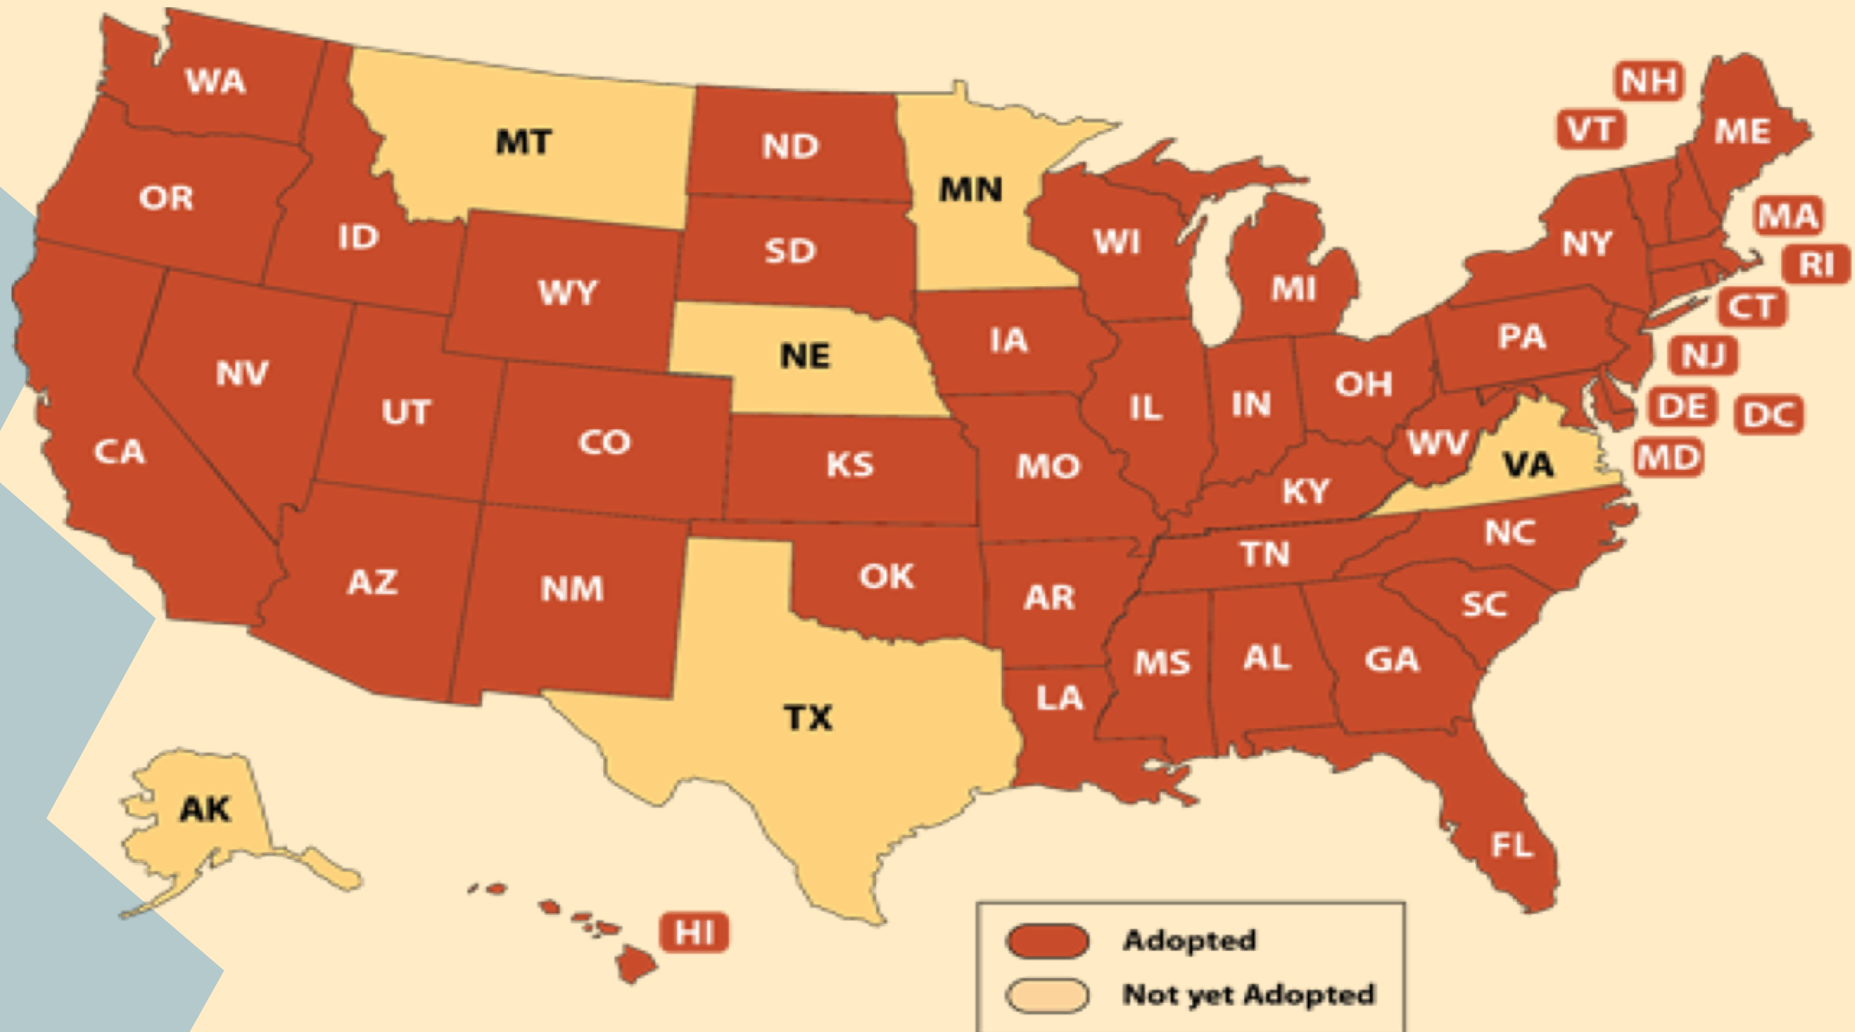 WA
MT
ND
MN
OR
ID
SD
WY
WI
MI
NY
NH
VT
ME
MA
RI
CT
NJ
PA
DE
DC
MD
NV
UT
CA
CO
NE
IA
IL
IN
OH
WV
VA
KS
MO
KY
NC
TN
AZ
NM
OK
AR
SC
MS
AL
GA
LA
TX
FL
AK
HI
Adopted
Not yet Adopted